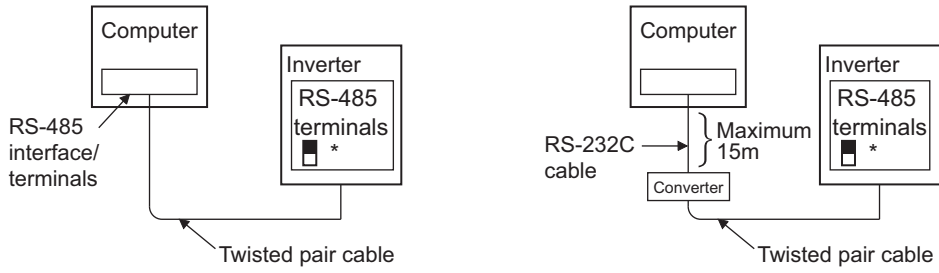 Computer
Inverter
RS-485
terminals
*
RS-485
interface/
terminals
Twisted pair cable
Computer
Inverter
RS-485
terminals
*
RS-232C
cable
Maximum
15m
Converter
Twisted pair cable